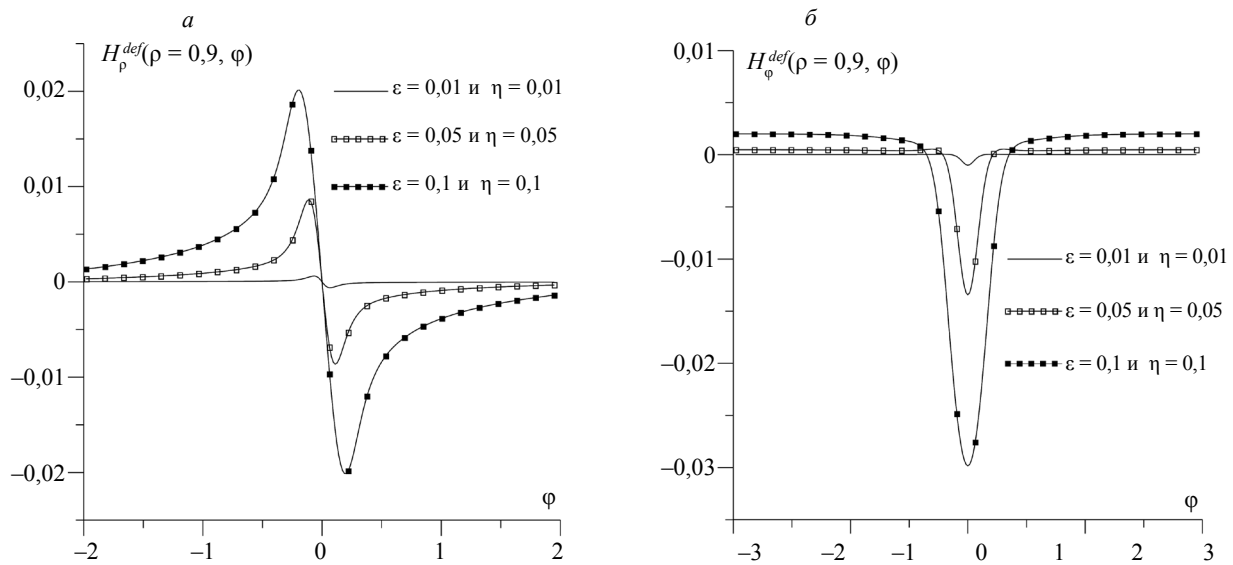 а
H_ρ^def(ρ = 0,9, φ)
ε = 0,01 и η = 0,01
ε = 0,05 и η = 0,05
ε = 0,1 и η = 0,1
0,02
0,01
0
–0,01
–0,02
φ
–2 –1 0 1 2
б
H_φ^def(ρ = 0,9, φ)
0,01
0
–0,01
–0,02
–0,03
ε = 0,01 и η = 0,01
ε = 0,05 и η = 0,05
ε = 0,1 и η = 0,1
φ
–3 –2 –1 0 1 2 3